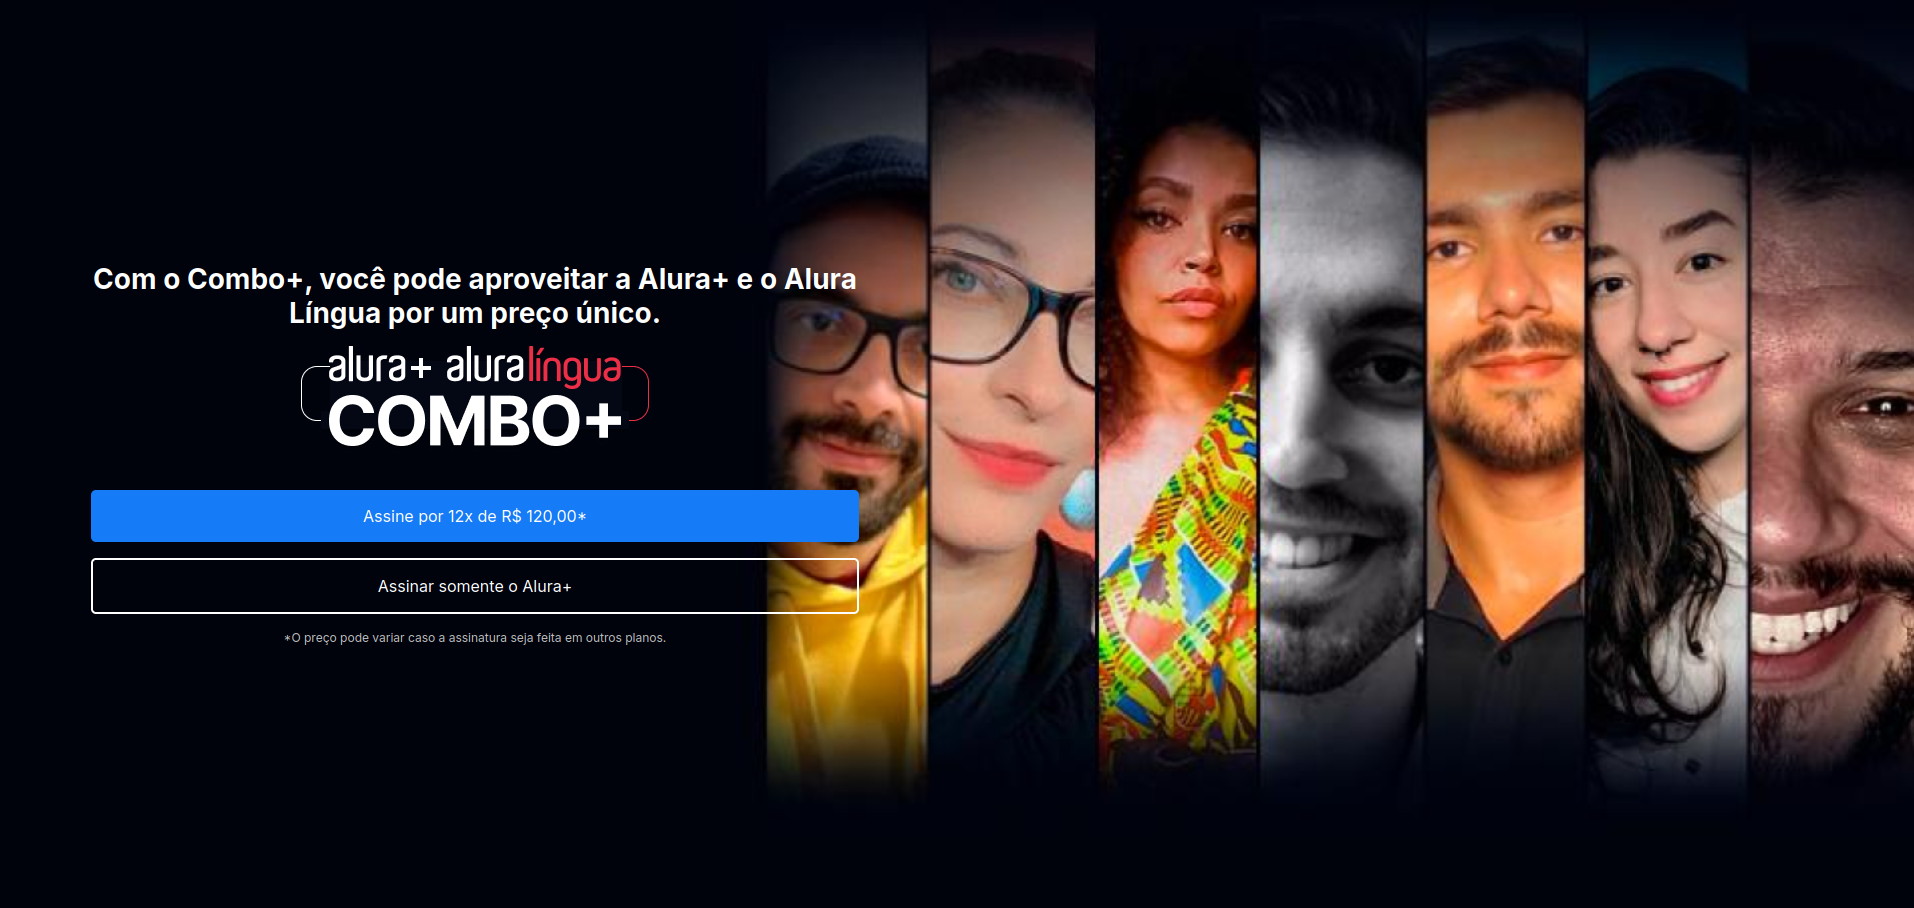 Com o Combo+, você pode aproveitar a Alura+ e o Alura
Língua por um preço único.
alura+ aluralíngua
COMBO+
Assine por 12x de R$ 120,00*
Assinar somente o Alura+
*O preço pode variar caso a assinatura seja feita em outros planos.